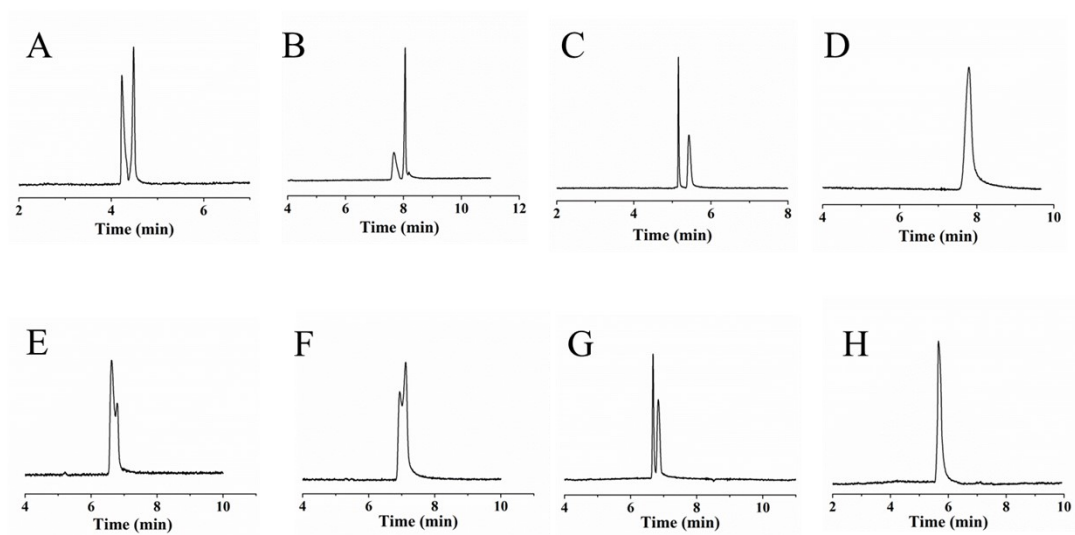 A
B
C
D
2 4 6
Time (min)
4 6 8 10 12
Time (min)
2 4 6 8
Time (min)
4 6 8 10
Time (min)
E
F
G
H
4 6 8 10
Time (min)
4 6 8 10
Time (min)
4 6 8 10
Time (min)
2 4 6 8 10
Time (min)